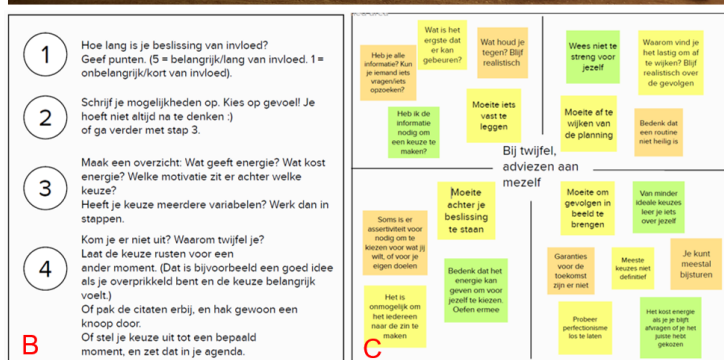 1
Hoe lang is je beslissing van invloed?
Geef punten. (5 = belangrijk/lang van invloed. 1 =
onbelangrijk/kort van invloed).
2
Schrijf je mogelijkheden op. Kies op gevoel! Je
hoeft niet altijd na te denken :)
of ga verder met stap 3.
3
Maak een overzicht: Wat geeft energie? Wat kost
energie? Welke motivatie zit er achter welke
keuze?
Heeft je keuze meerdere variabelen? Werk dan in
stappen.
4
Kom je er niet uit? Waarom twijfel je?
Laat de keuze rusten voor een
ander moment. (Dat is bijvoorbeeld een goed idee
als je overprikkeld bent en de keuze belangrijk
voelt.)
Of pak de citaten erbij, en hak gewoon een
knoop door.
Of stel je keuze uit tot een bepaald
moment, en zet dat in je agenda.
B
Heb je alle
informatie? Kun
je iemand iets
vragen/iets
opzoeken?
Wat is het
ergste dat
er kan
gebeuren?
Wat houd je
tegen? Blijf
realistisch
Heb ik de
informatie
nodig om
een keuze te
maken?
Moeite iets
vast te
leggen
Wees niet te
streng voor
jezelf
Waarom vind je
het lastig om af
te wijken? Blijf
realistisch over
de gevolgen
Moeite af te
wijken van
de planning
Bedenk dat
een routine
niet heilig is
Bij twijfel,
adviezen aan
mezelf
Soms is er
assertiviteit voor
nodig om te
kiezen voor wat jij
wilt, of voor je
eigen doelen
Moeite
achter je
beslissing
te staan
Bedenk dat het
energie kan
geven om voor
jezelf te kiezen.
Oefen ermee
Het is
onmogelijk om
het iedereen
naar de zin te
maken
Moeite om
gevolgen in
beeld te
brengen
Van minder
ideale keuzes
leer je iets
over jezelf
Garanties
voor de
toekomst
zijn er niet
Meeste
keuzes niet
definitief
Je kunt
meestal
bijsturen
Probeer
perfectionisme
los te laten
Het kost energie
als je je blijft
afvragen of je het
juiste hebt
gekozen
C